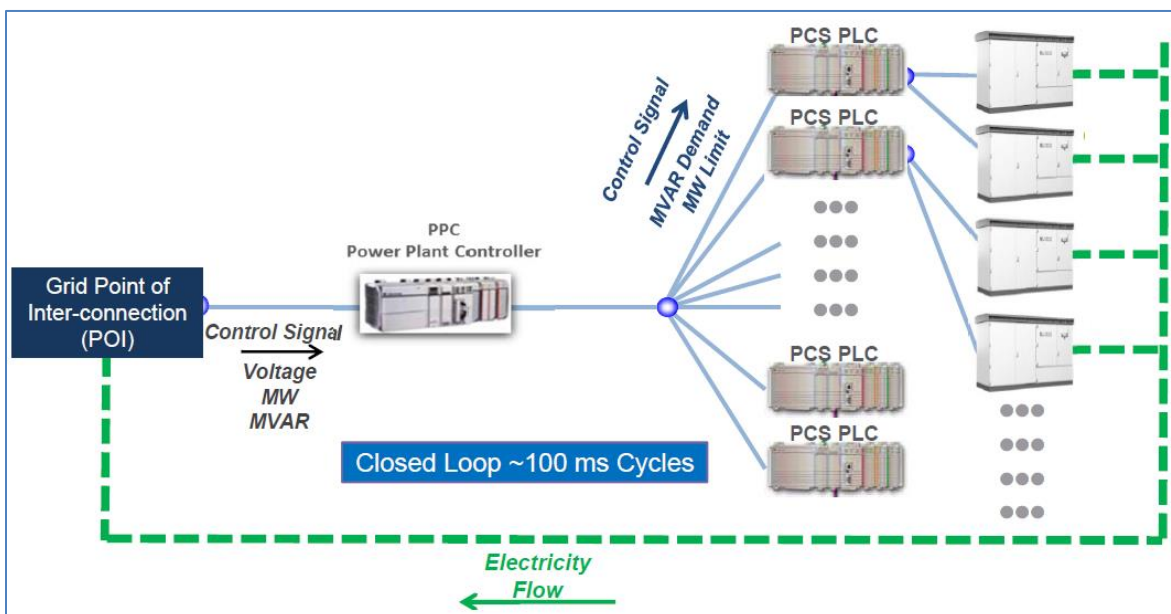 PCS PLC
PCS PLC
Control Signal
MVAR Demand
MW Limit
PPC
Power Plant Controller
Grid Point of
Inter-connection
(POI)
Control Signal
Voltage
MW
MVAR
PCS PLC
PCS PLC
Closed Loop ~100 ms Cycles
Electricity
Flow